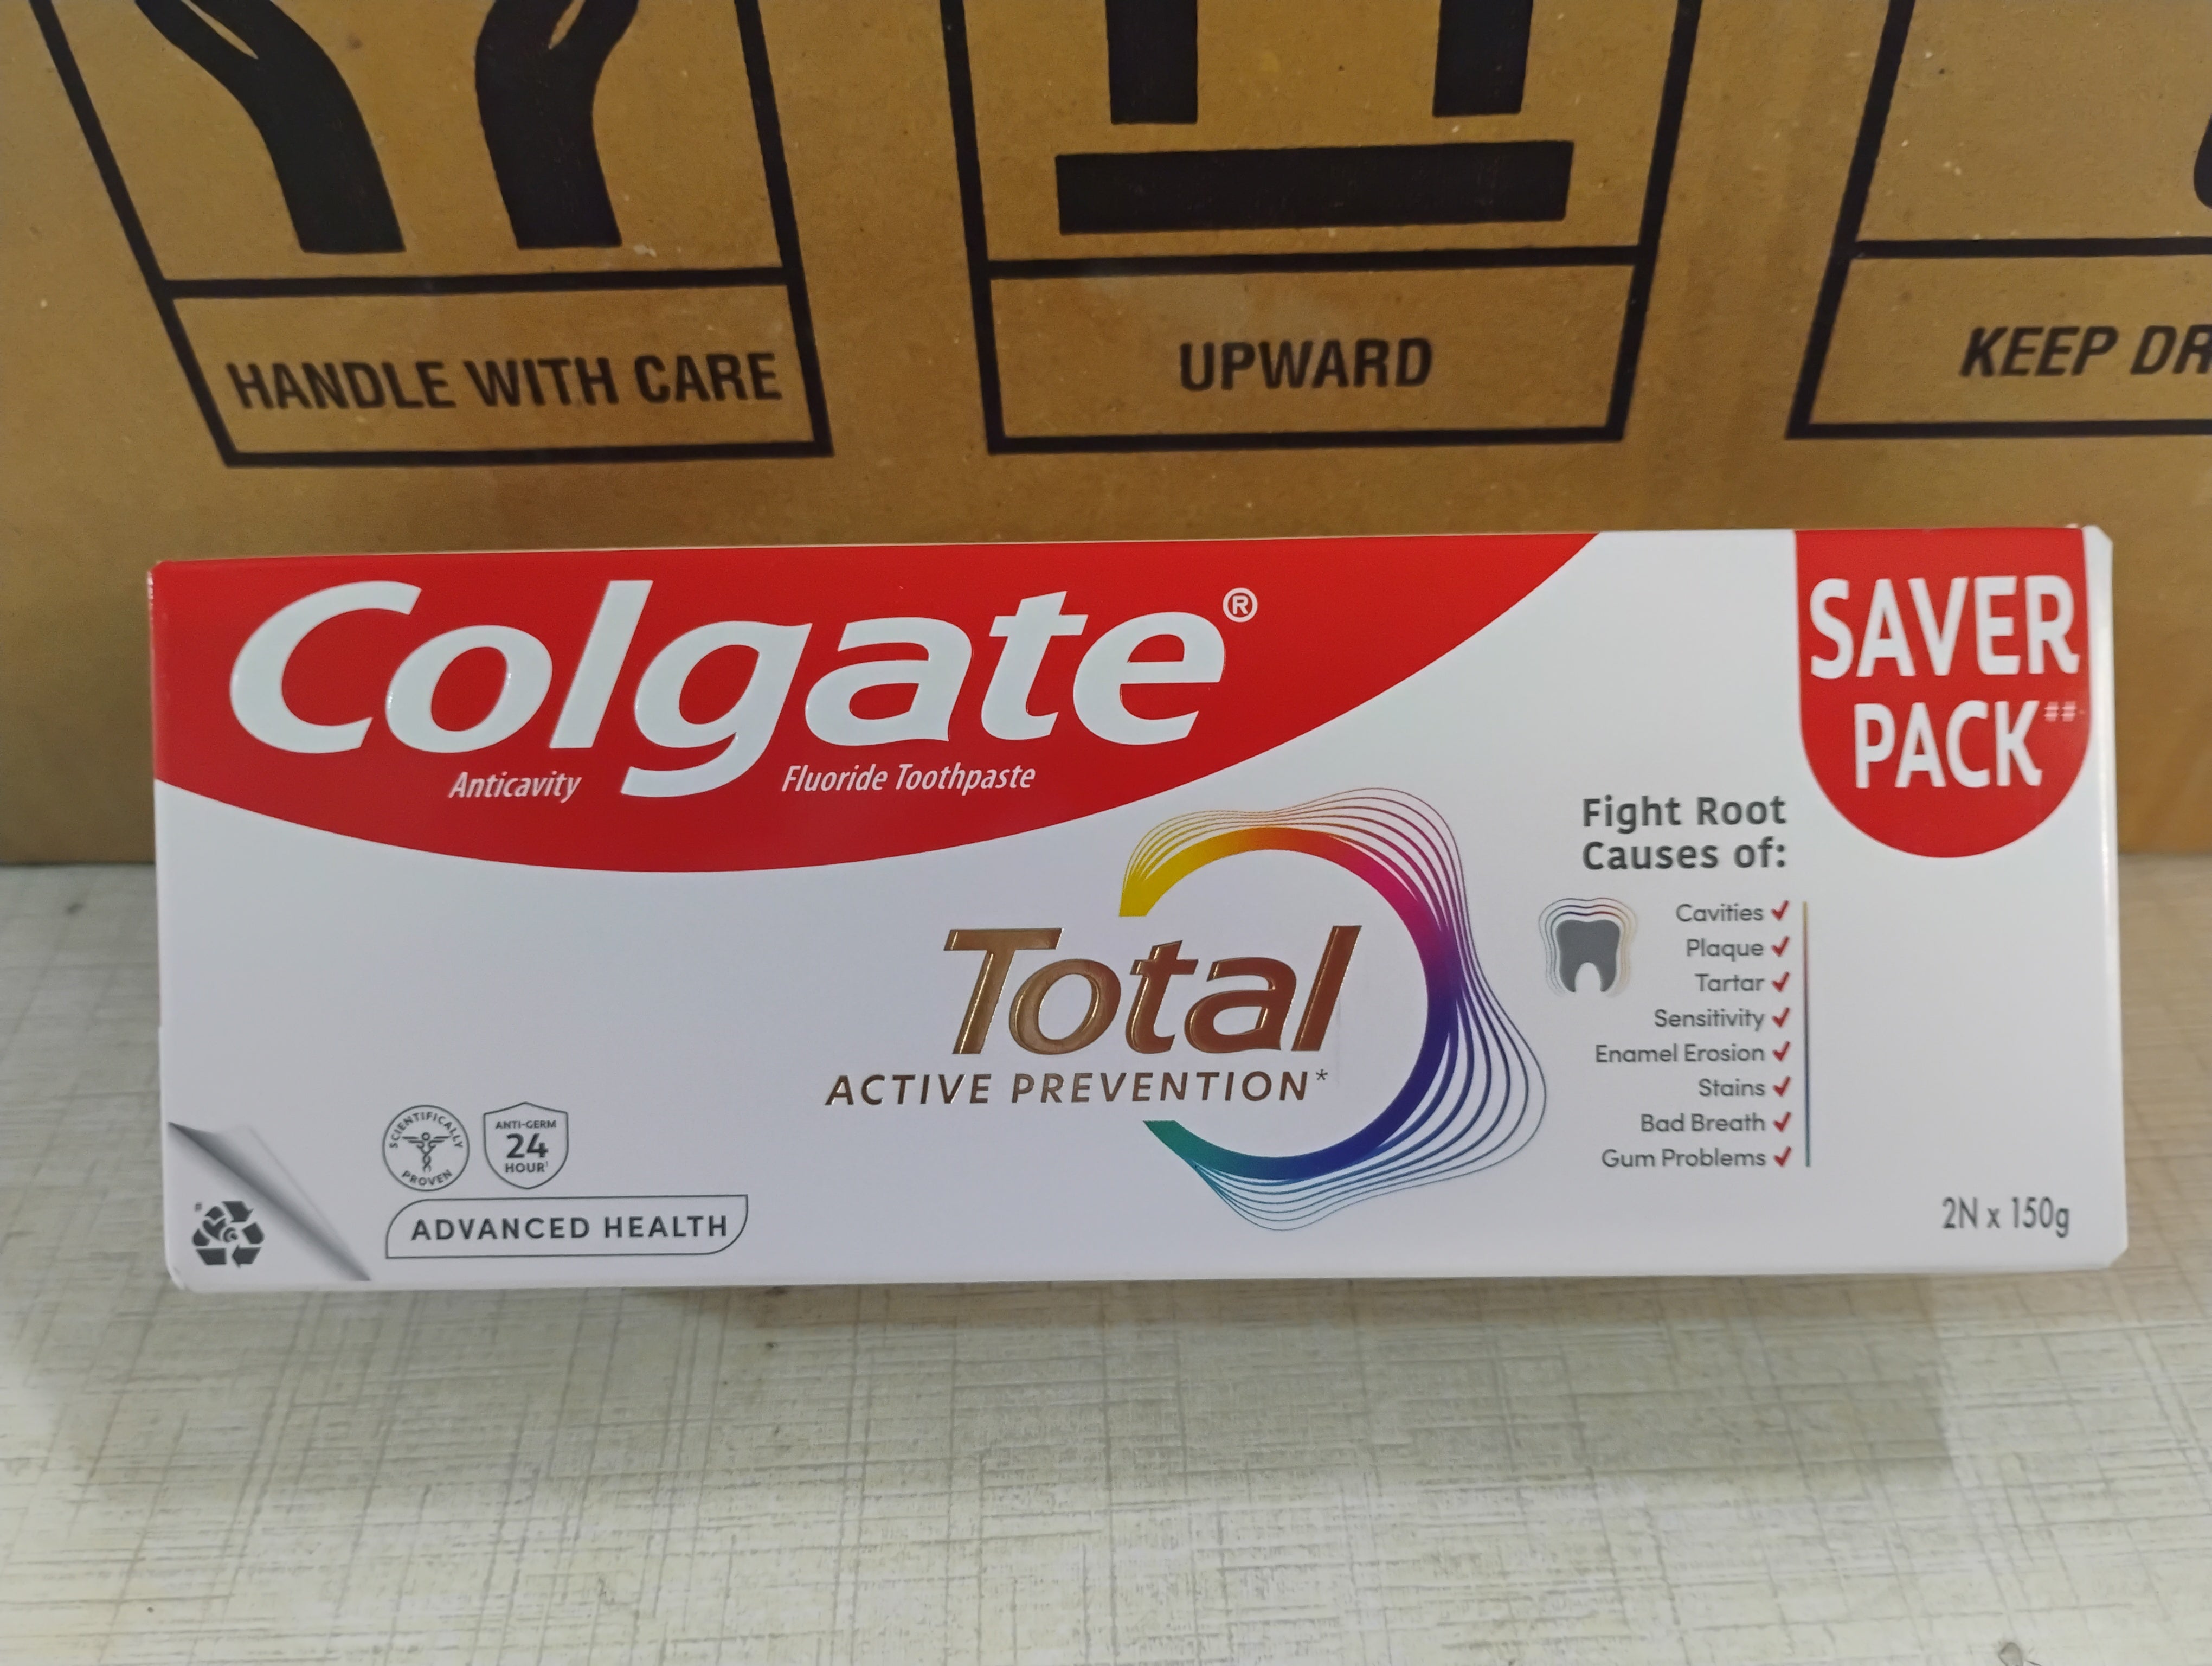 HANDLE WITH CARE
UPWARD
KEEP DR
Colgate®
Anticavity Fluoride Toothpaste
SAVER
PACK##
Total
ACTIVE PREVENTION*
Fight Root
Causes of:
Cavities ✓
Plaque ✓
Tartar ✓
Sensitivity ✓
Enamel Erosion ✓
Stains ✓
Bad Breath ✓
Gum Problems ✓
SCIENTIFICALLY
PROVEN
ANTI-GERM
24
HOUR
ADVANCED HEALTH
2N x 150g